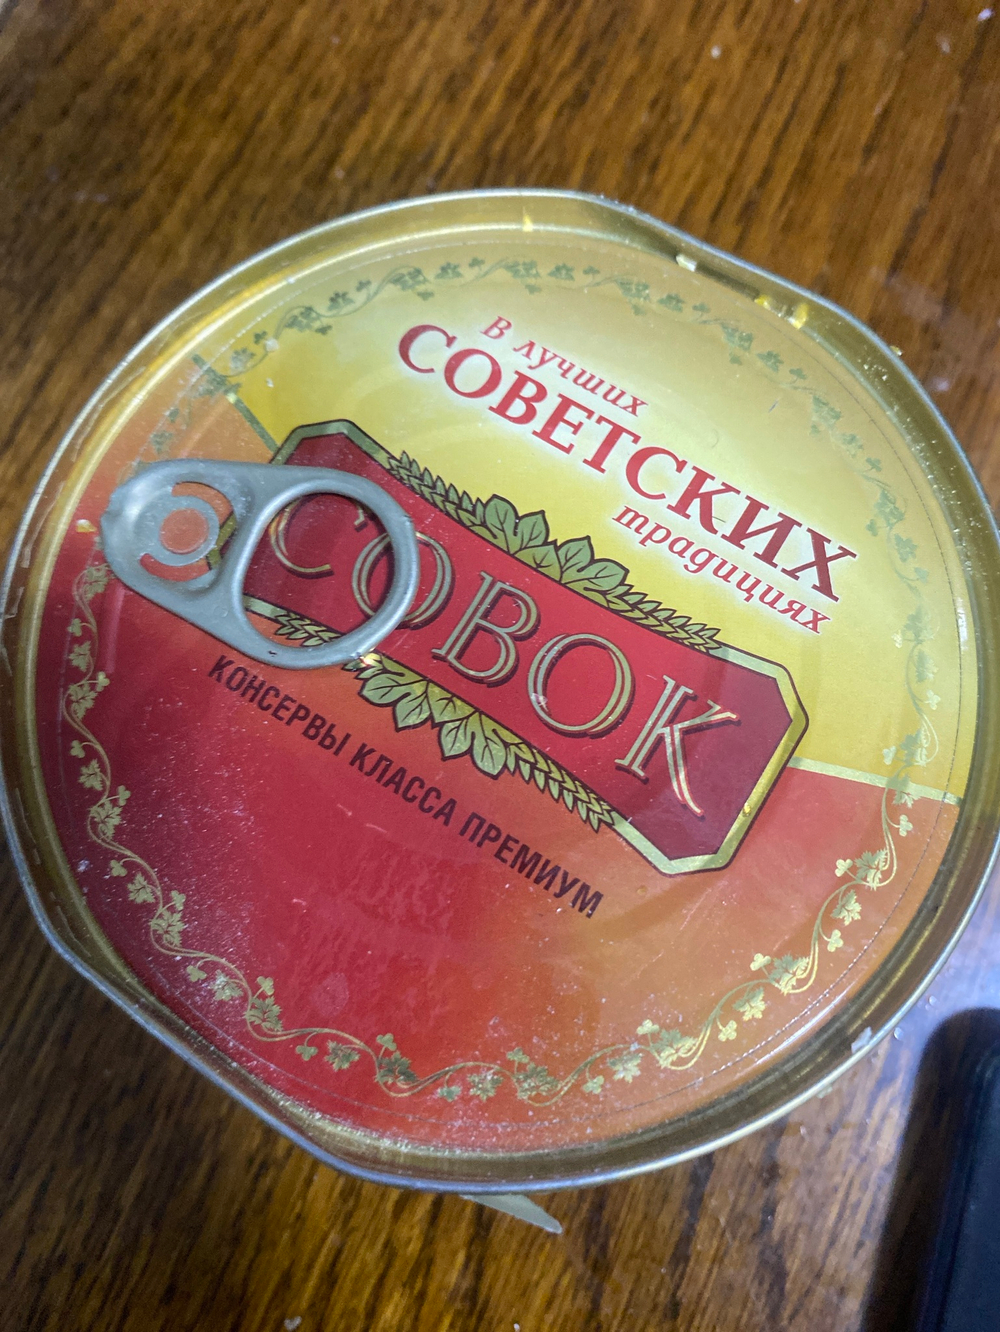 В лучших
СОВЕТСКИХ
традициях
СОВОК
КОНСЕРВЫ КЛАССА ПРЕМИУМ